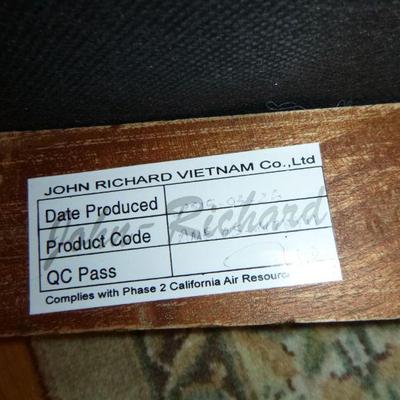 JOHN RICHARD VIETNAM Co.,Ltd
Date Produced
John-Richard
Product Code
QC Pass
Complies with Phase 2 California Air